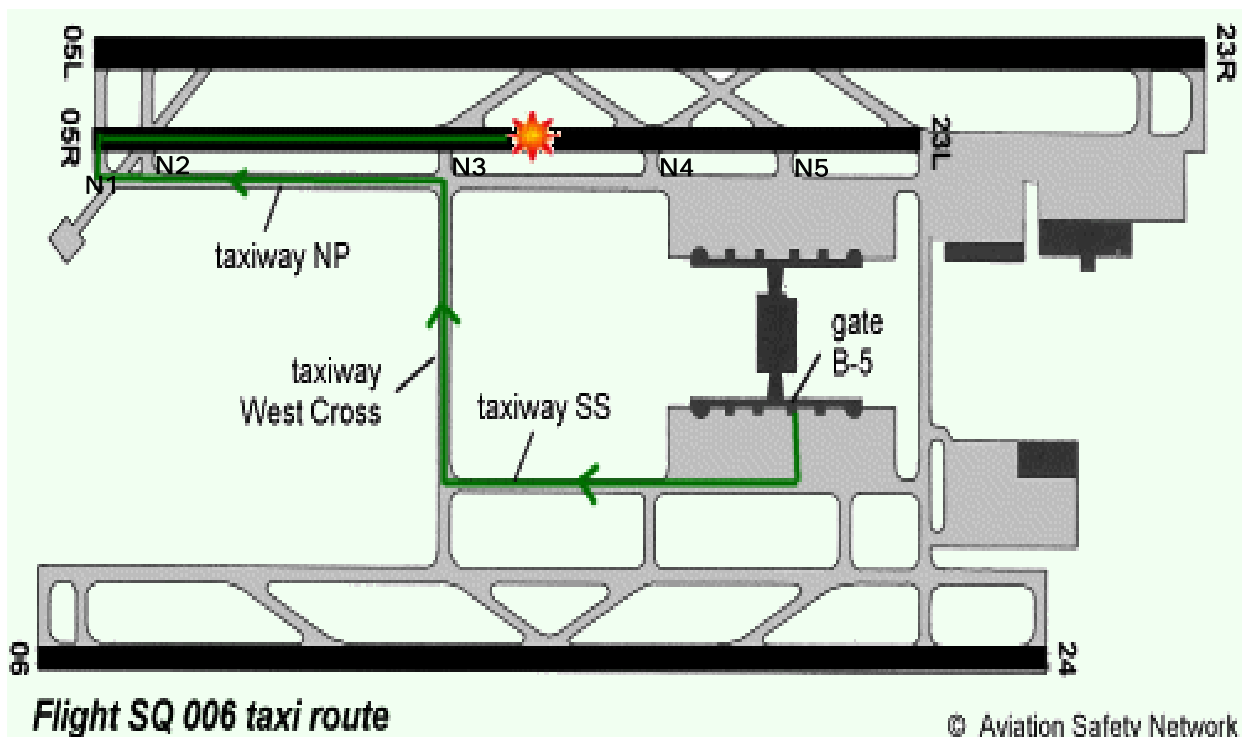 05L
23R
05R
23L
N1
N2
N3
N4
N5
taxiway NP
gate
B-5
taxiway
West Cross
taxiway SS
06
24
Flight SQ 006 taxi route
© Aviation Safety Network